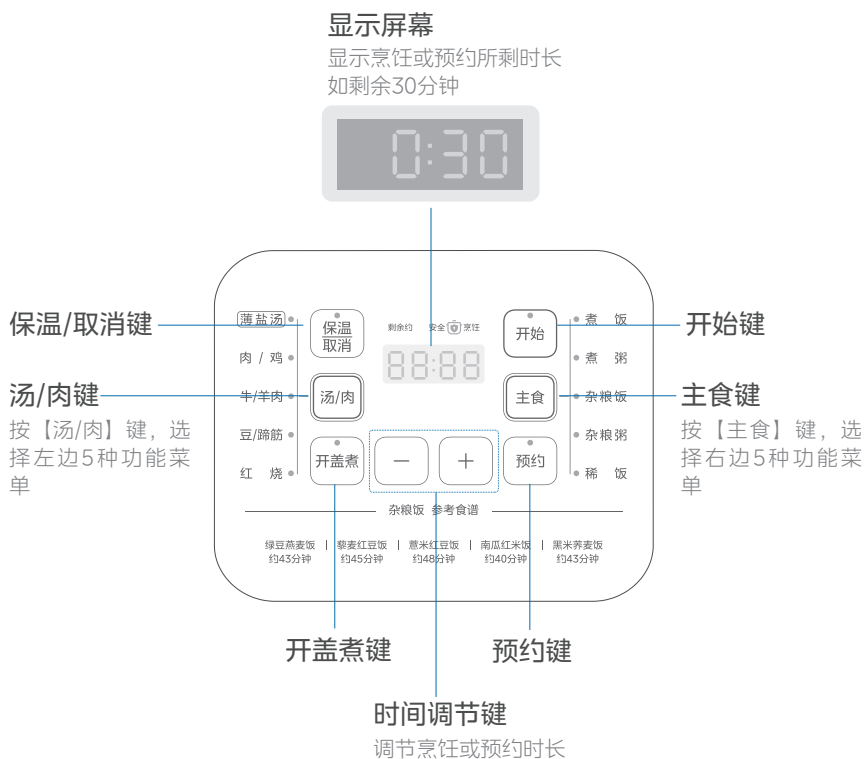 显示屏幕
显示烹饪或预约所剩时长
如剩余30分钟
0:30
保温/取消键
汤/肉键
按【汤/肉】键，选
择左边5种功能菜
单
薄盐汤
肉 / 鸡
牛/羊肉
豆/蹄筋
红 烧
保温
取消
汤/肉
开盖煮
剩余约 安全 烹饪
88:88
－
＋
开始
主食
预约
煮 饭
煮 粥
杂粮饭
杂粮粥
稀 饭
开始键
主食键
按【主食】键，选
择右边5种功能菜
单
杂粮饭 参考食谱
绿豆燕麦饭 | 藜麦红豆饭 | 薏米红豆饭 | 南瓜红米饭 | 黑米荞麦饭
约43分钟 约45分钟 约48分钟 约40分钟 约43分钟
开盖煮键
预约键
时间调节键
调节烹饪或预约时长